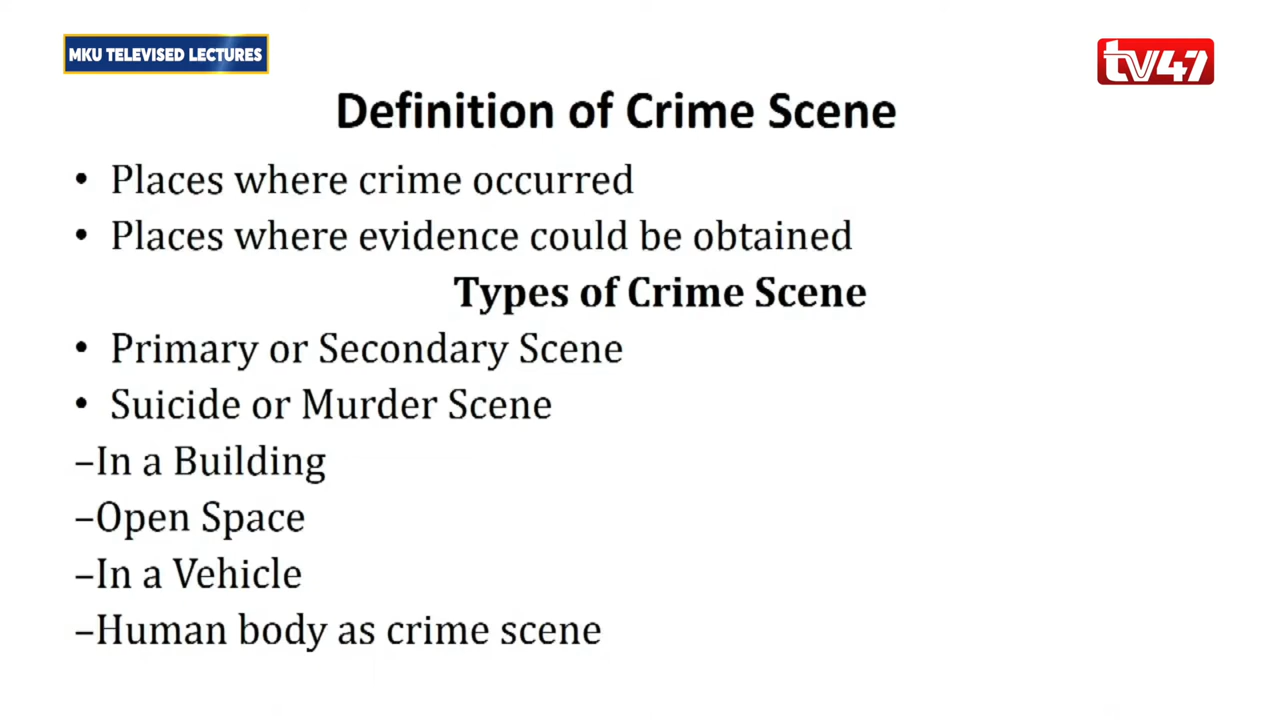 MKU TELEVISED LECTURES
tv47
Definition of Crime Scene
• Places where crime occurred
• Places where evidence could be obtained
Types of Crime Scene
• Primary or Secondary Scene
• Suicide or Murder Scene
–In a Building
–Open Space
–In a Vehicle
–Human body as crime scene